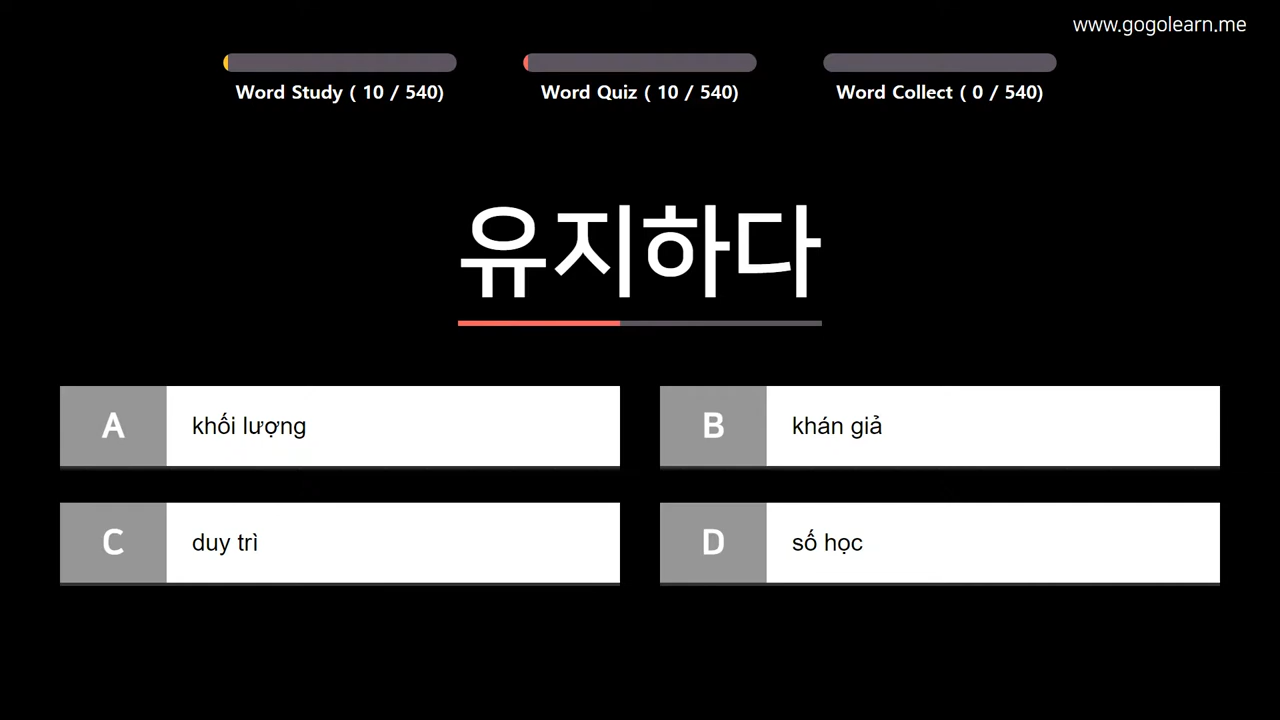 www.gogolearn.me
Word Study ( 10 / 540)
Word Quiz ( 10 / 540)
Word Collect ( 0 / 540)
유지하다
A khối lượng
B khán giả
C duy trì
D số học